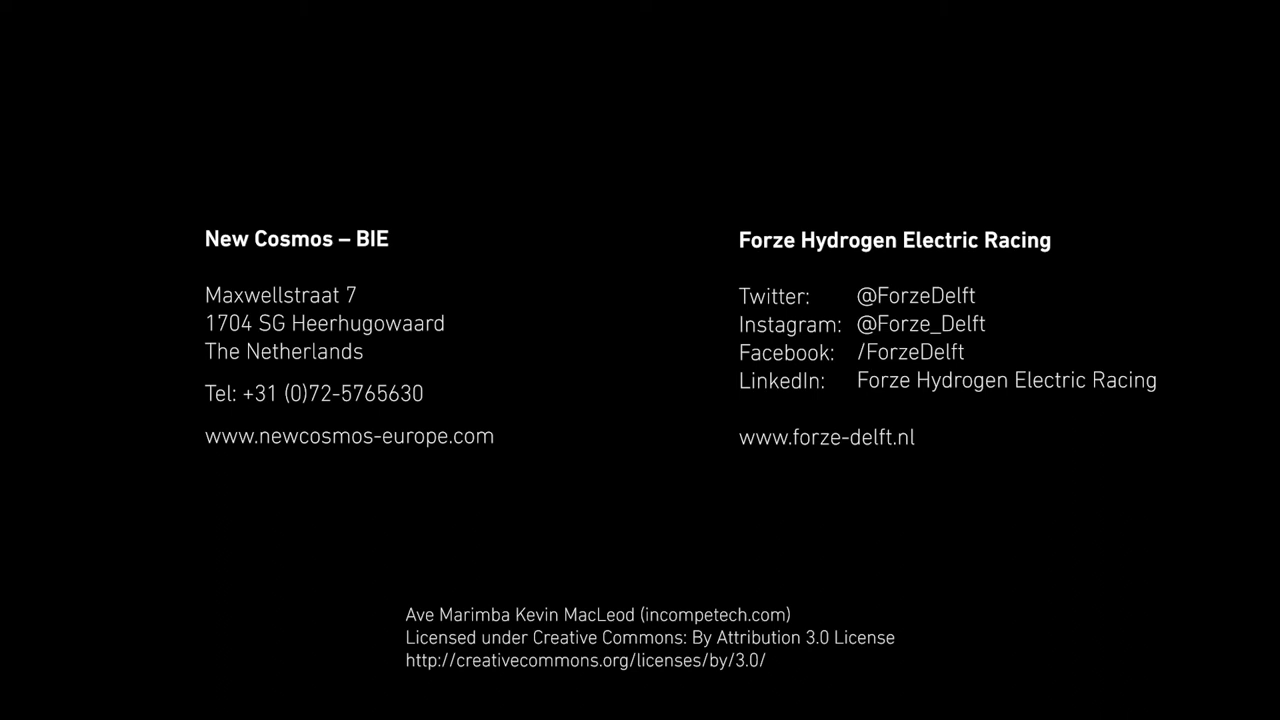 New Cosmos – BIE
Maxwellstraat 7
1704 SG Heerhugowaard
The Netherlands
Tel: +31 (0)72-5765630
www.newcosmos-europe.com
Forze Hydrogen Electric Racing
Twitter: @ForzeDelft
Instagram: @Forze_Delft
Facebook: /ForzeDelft
LinkedIn: Forze Hydrogen Electric Racing
www.forze-delft.nl
Ave Marimba Kevin MacLeod (incompetech.com)
Licensed under Creative Commons: By Attribution 3.0 License
http://creativecommons.org/licenses/by/3.0/